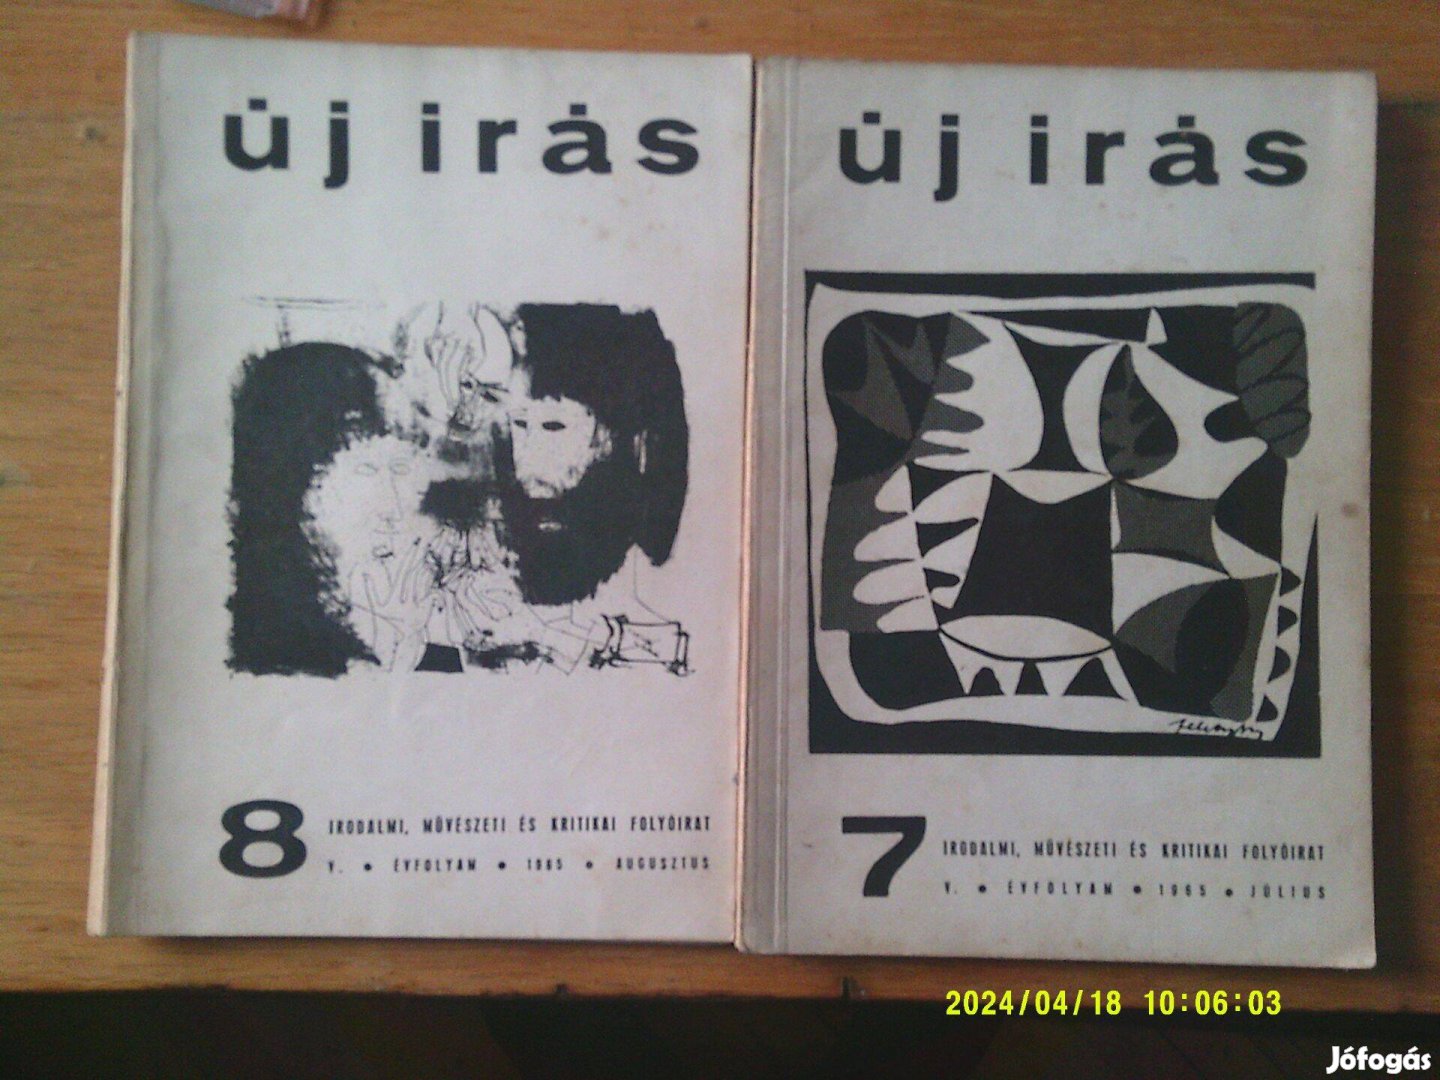 új irás
8
IRODALMI, MŰVÉSZETI ÉS KRITIKAI FOLYÓIRAT
V. • ÉVFOLYAM • 1965 • AUGUSZTUS
új irás
7
IRODALMI, MŰVÉSZETI ÉS KRITIKAI FOLYÓIRAT
V. • ÉVFOLYAM • 1965 • JÚLIUS
2024/04/18 10:06:03
Jófogás